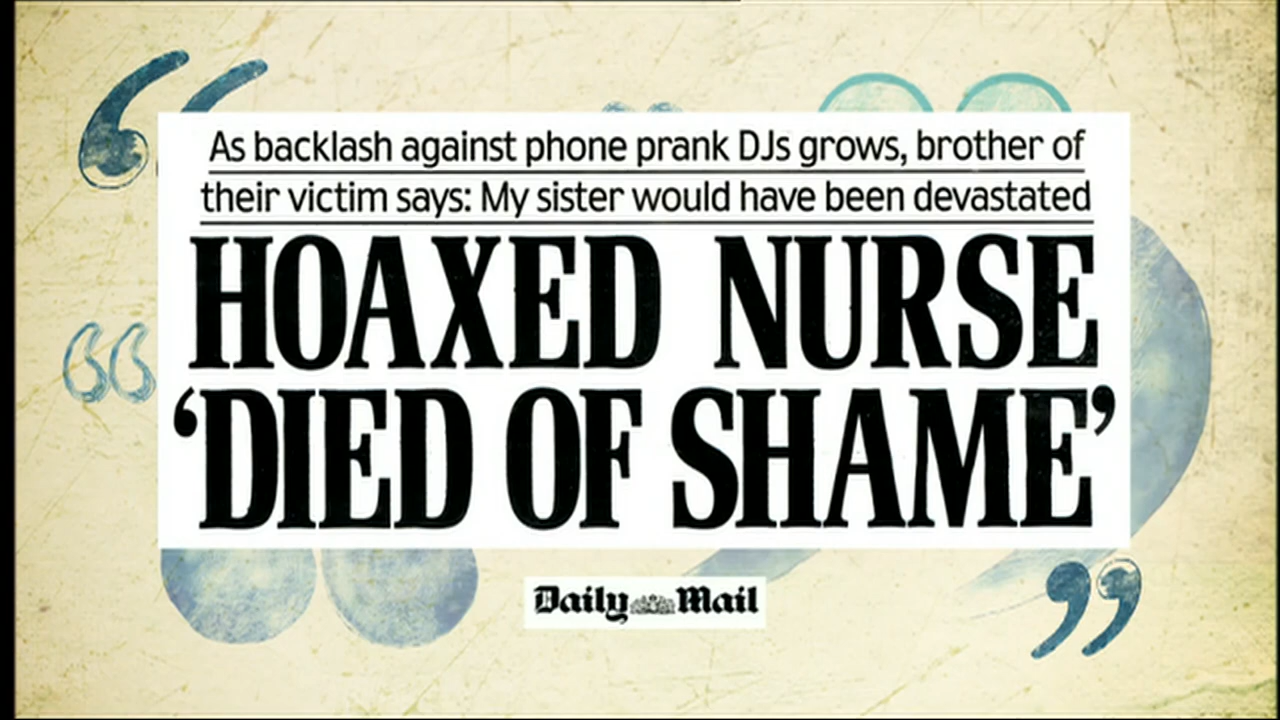 As backlash against phone prank DJs grows, brother of
their victim says: My sister would have been devastated
HOAXED NURSE
‘DIED OF SHAME’
Daily Mail